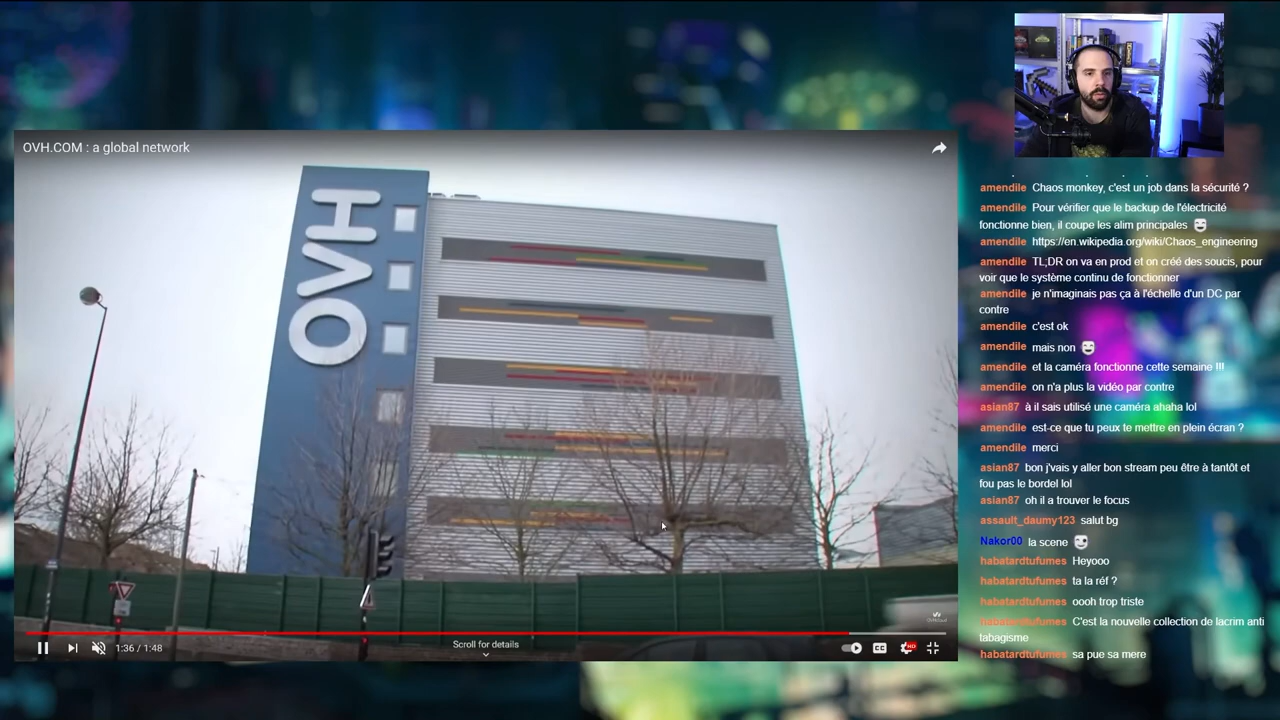 OVH.COM : a global network
OVH
1:36 / 1:48
Scroll for details
HD
amendile Chaos monkey, c'est un job dans la sécurité ?
amendile Pour vérifier que le backup de l'électricité
fonctionne bien, il coupe les alim principales
amendile https://en.wikipedia.org/wiki/Chaos_engineering
amendile TL;DR on va en prod et on créé des soucis, pour
voir que le système continu de fonctionner
amendile je n'imaginais pas ça à l'échelle d'un DC par
contre
amendile c'est ok
amendile mais non
amendile et la caméra fonctionne cette semaine !!!
amendile on n'a plus la vidéo par contre
asian87 à il sais utilisé une caméra ahaha lol
amendile est-ce que tu peux te mettre en plein écran ?
amendile merci
asian87 bon j'vais y aller bon stream peu être à tantôt et
fou pas le bordel lol
asian87 oh il a trouver le focus
assault_daumy123 salut bg
Nakor00 la scene
habatardtufumes Heyooo
habatardtufumes ta la réf ?
habatardtufumes oooh trop triste
habatardtufumes C'est la nouvelle collection de lacrim anti
tabagisme
habatardtufumes sa pue sa mere